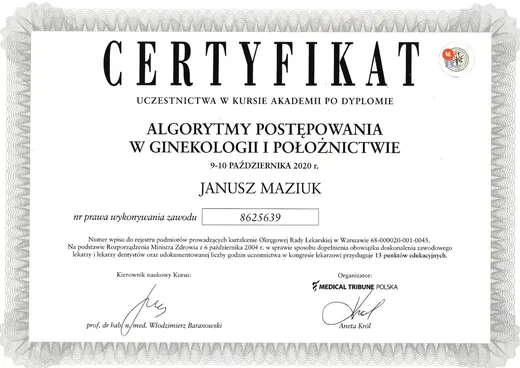 CERTYFIKAT
UCZESTNICTWA W KURSIE AKADEMII PO DYPLOMIE
ALGORYTMY POSTĘPOWANIA
W GINEKOLOGII I POŁOŻNICTWIE
9-10 PAŹDZIERNIKA 2020 r.
JANUSZ MAZIUK
nr prawa wykonywania zawodu 8625639
Numer wpisu do rejestru podmiotów prowadzących kształcenie Okręgowej Rady Lekarskiej w Warszawie 68-000020-001-0045.
Na podstawie Rozporządzenia Ministra Zdrowia z 6 października 2004 r. w sprawie sposobu dopełnienia obowiązku doskonalenia zawodowego
lekarzy i lekarzy dentystów oraz udokumentowanej liczby godzin uczestnictwa w kongresie lekarzowi przysługuje 13 punktów edukacyjnych.
Kierownik naukowy Kursu:
Organizator:
MEDICAL TRIBUNE POLSKA
prof. dr hab. n. med. Włodzimierz Baranowski
Aneta Król